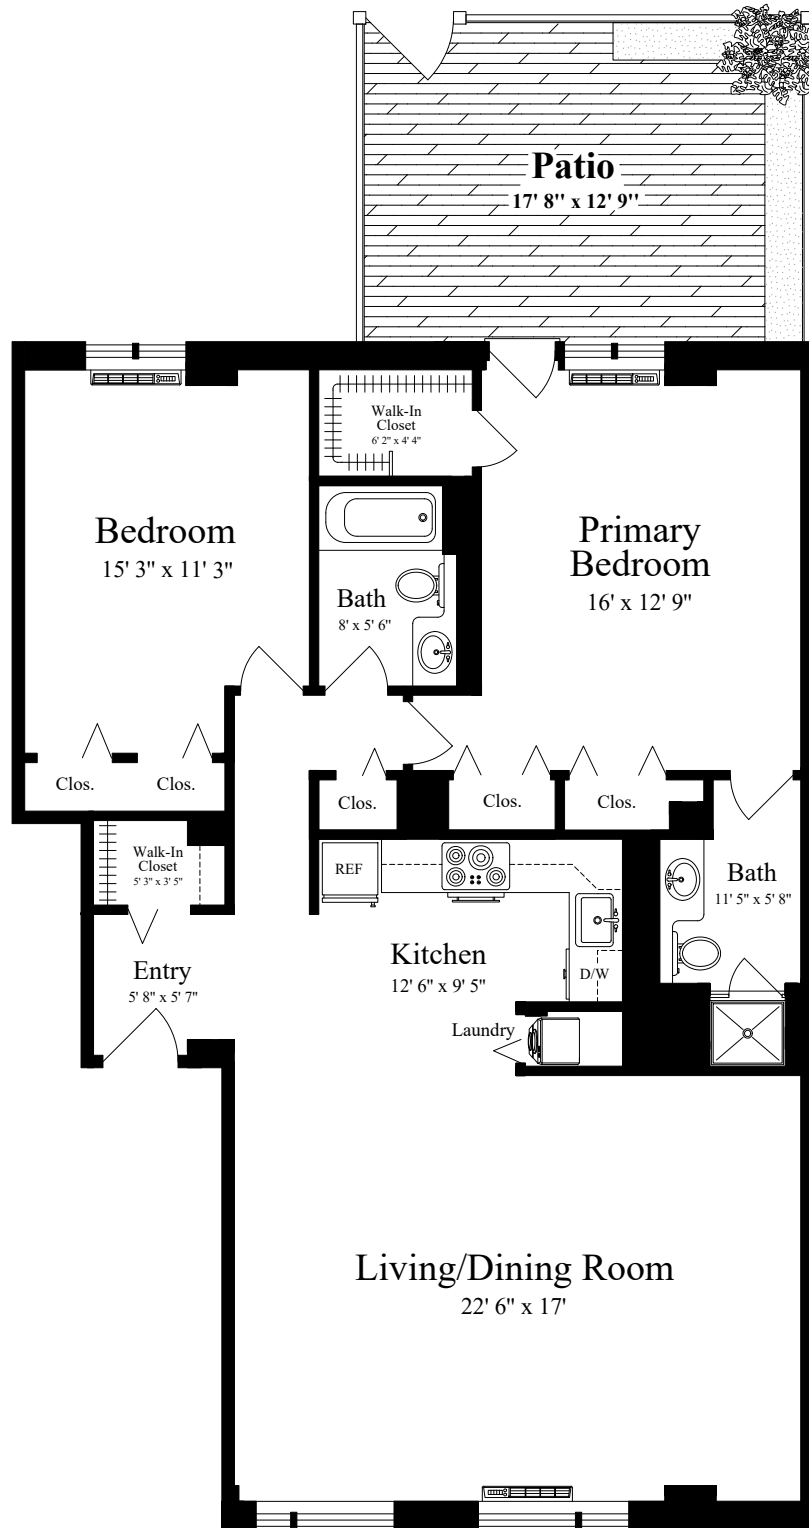 Patio
17' 8" x 12' 9"
Walk-In
Closet
6' 2" x 4' 4"
Bedroom
15' 3" x 11' 3"
Primary
Bedroom
16' x 12' 9"
Bath
8' x 5' 6"
Clos.
Clos.
Clos.
Clos.
Clos.
Walk-In
Closet
5' 3" x 3' 5"
REF
Bath
11' 5" x 5' 8"
Kitchen
12' 6" x 9' 5"
D/W
Entry
5' 8" x 5' 7"
Laundry
Living/Dining Room
22' 6" x 17'